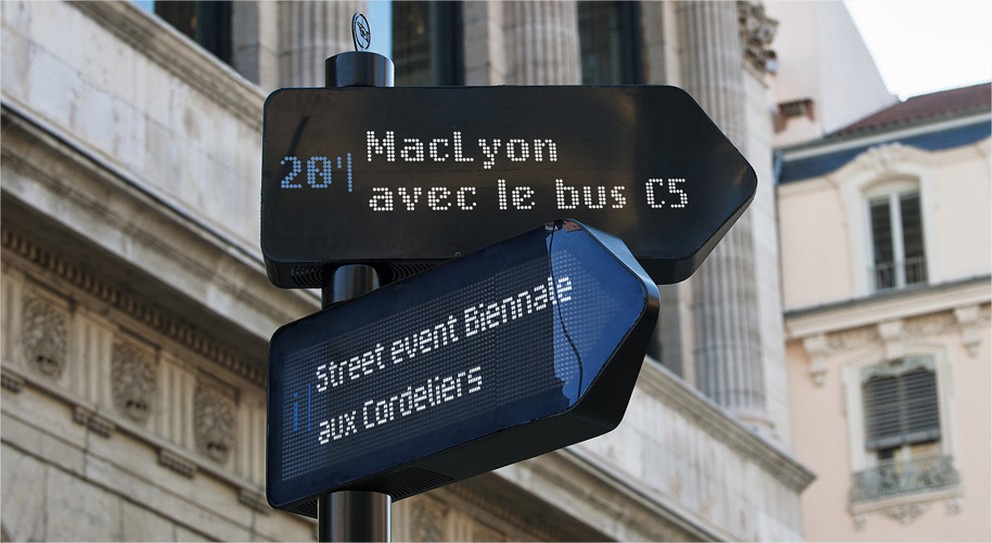 20'
MacLyon
avec le bus C5
i
Street event Biennale
aux Cordeliers